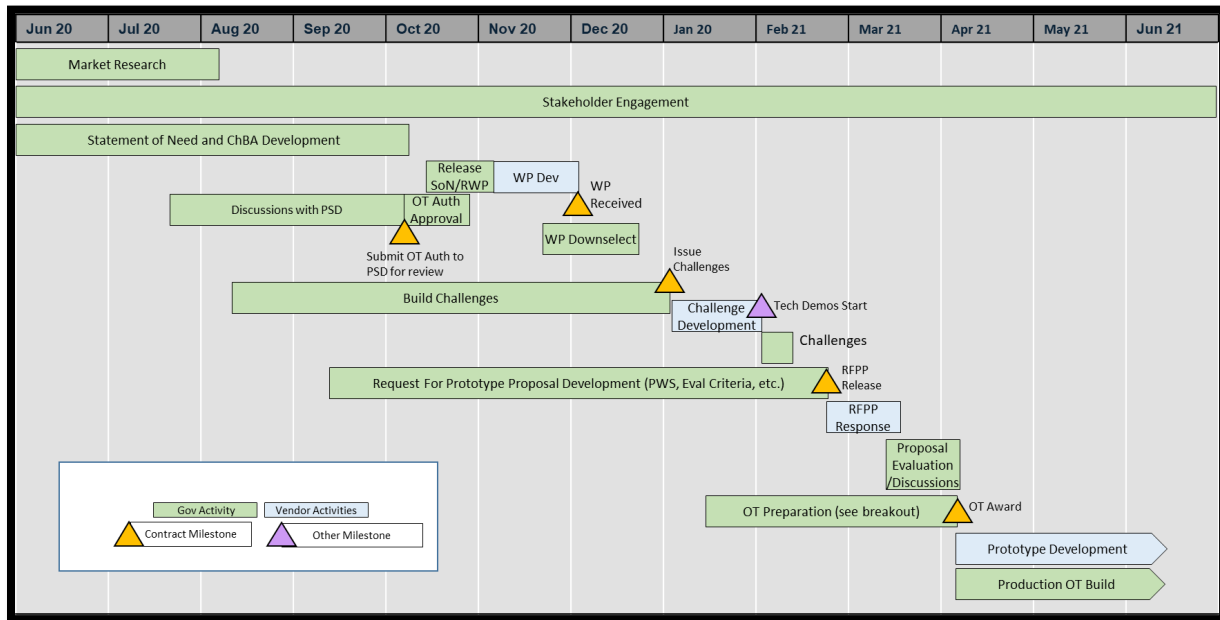 Jun 20 Jul 20 Aug 20 Sep 20 Oct 20 Nov 20 Dec 20 Jan 20 Feb 21 Mar 21 Apr 21 May 21 Jun 21
Market Research
Stakeholder Engagement
Statement of Need and ChBA Development
Release
SoN/RWP
WP Dev
WP
Received
Discussions with PSD
OT Auth
Approval
Submit OT Auth to
PSD for review
WP Downselect
Issue
Challenges
Build Challenges
Challenge
Development
Tech Demos Start
Challenges
Request For Prototype Proposal Development (PWS, Eval Criteria, etc.)
RFPP
Release
RFPP
Response
Proposal
Evaluation
/Discussions
OT Preparation (see breakout)
OT Award
Prototype Development
Production OT Build
Gov Activity
Vendor Activities
Contract Milestone
Other Milestone